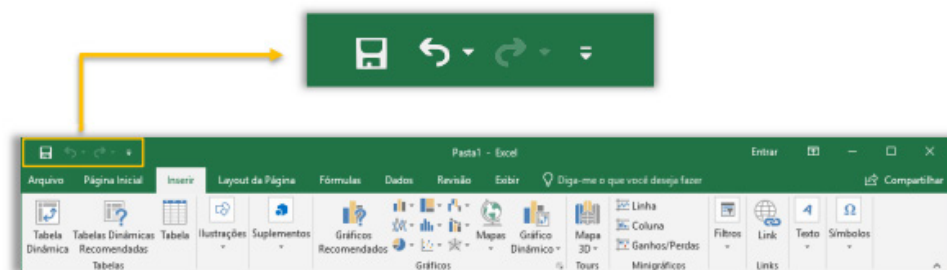 Pasta1 - Excel
Entrar
Arquivo Página Inicial Inserir Layout da Página Fórmulas Dados Revisão Exibir Diga-me o que você deseja fazer Compartilhar
Tabela Dinâmica
Tabelas Dinâmicas Recomendadas
Tabela
Ilustrações
Suplementos
Gráficos Recomendados
Mapas
Gráfico Dinâmico
Mapa 3D
Linha
Coluna
Ganhos/Perdas
Filtros
Link
Texto
Símbolos
Tabelas
Gráficos
Tours
Minigráficos
Links